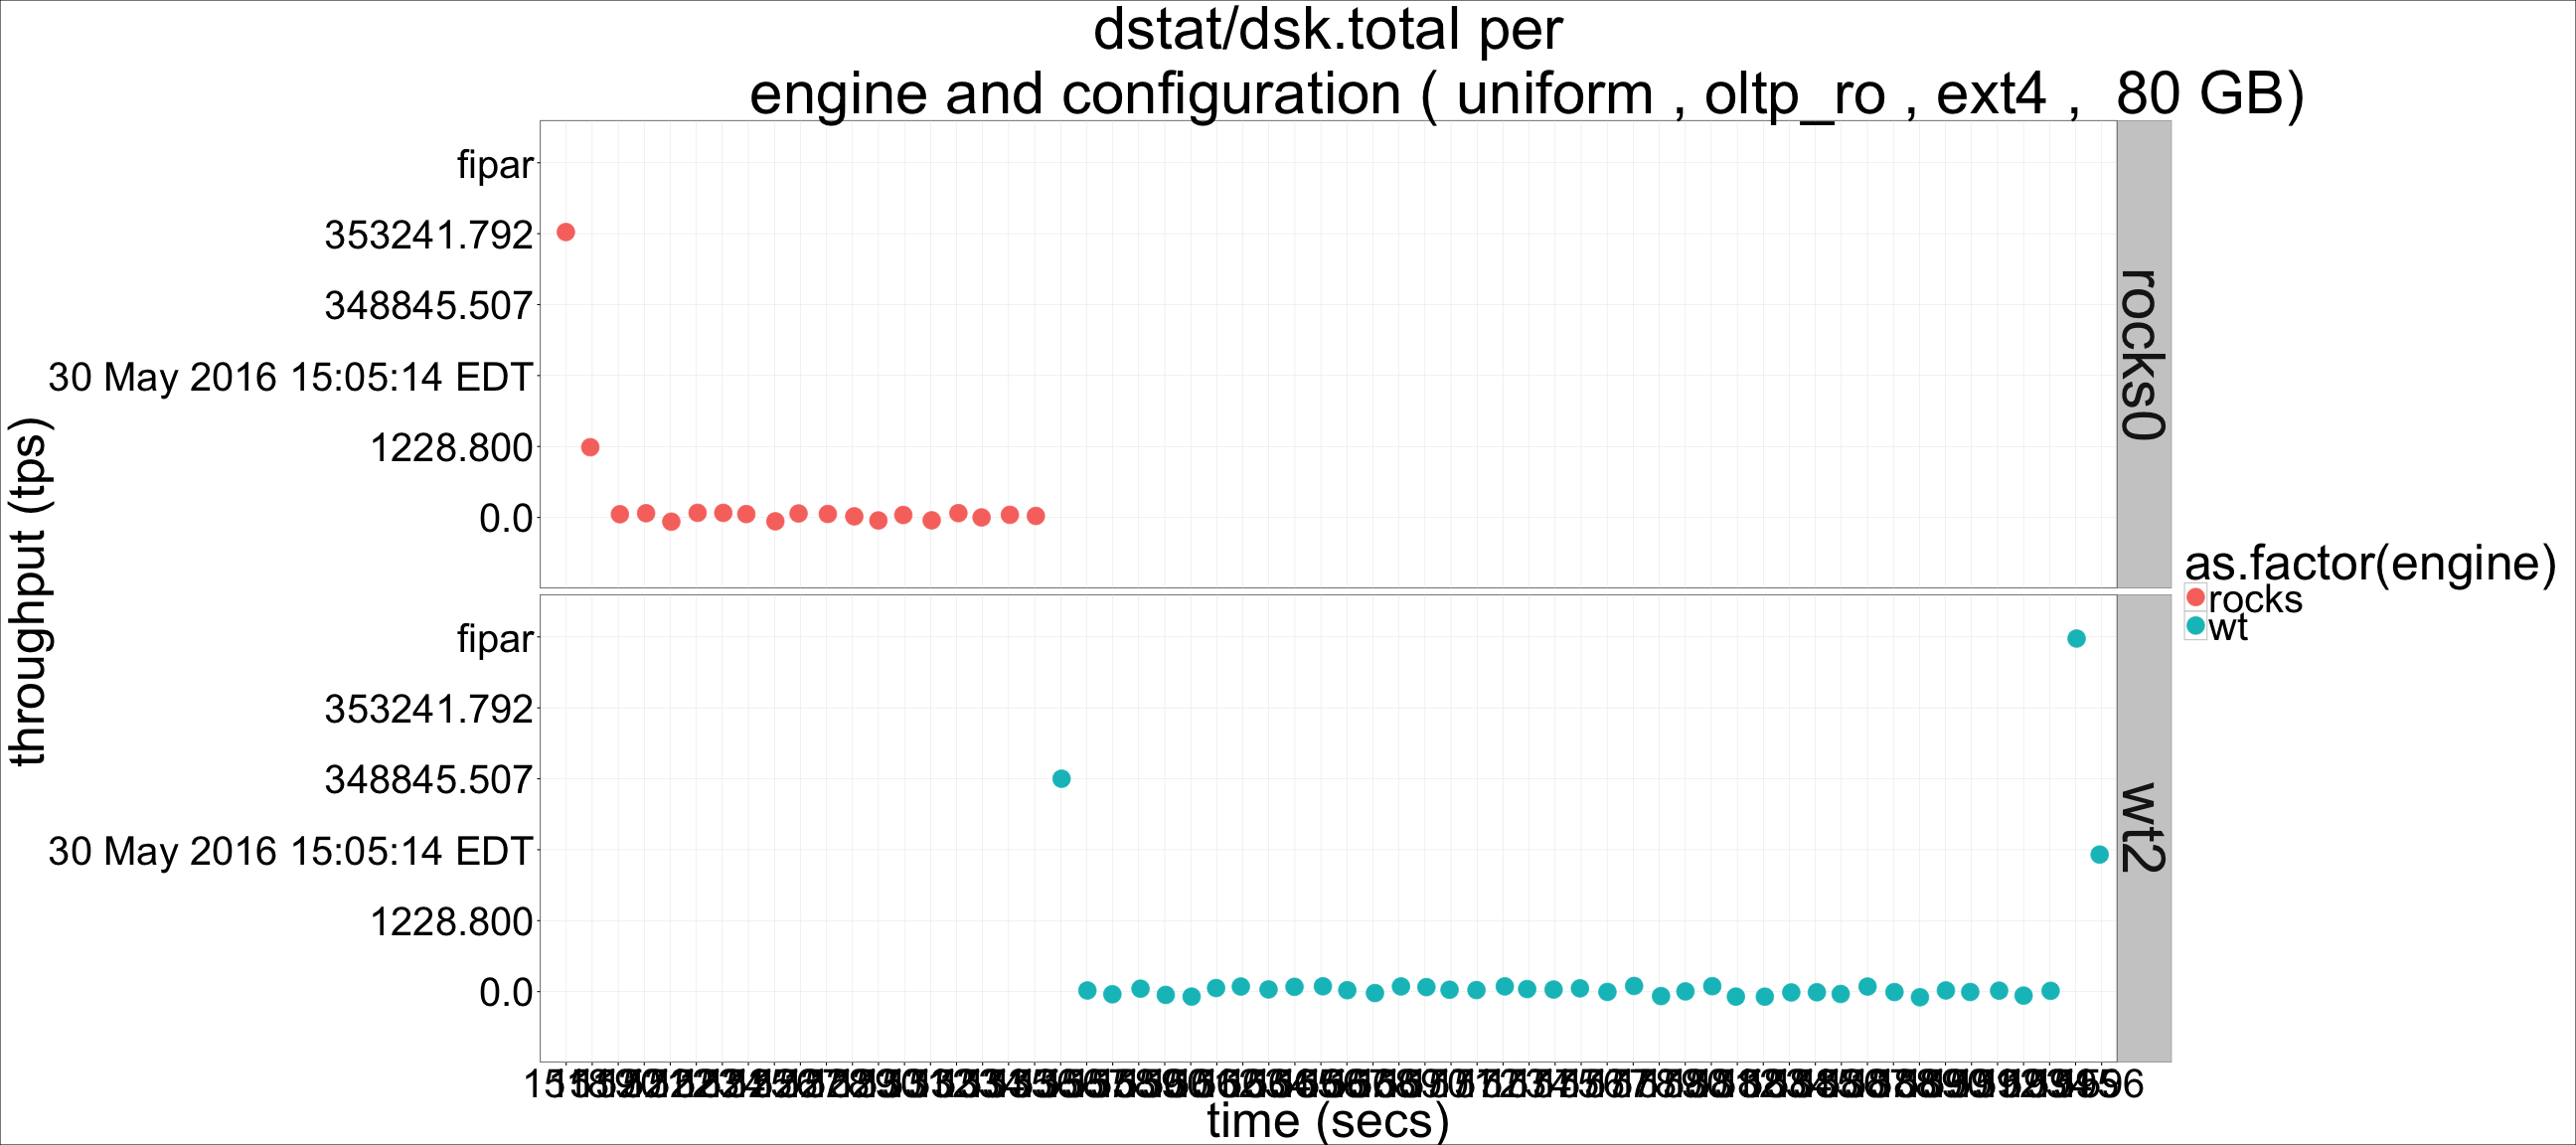 dstat/dsk.total per
engine and configuration ( uniform , oltp_ro , ext4 ,  80 GB)
throughput (tps)
fipar
353241.792
348845.507
30 May 2016 15:05:14 EDT
1228.800
0.0
rocks0
fipar
353241.792
348845.507
30 May 2016 15:05:14 EDT
1228.800
0.0
wt2
time (secs)
as.factor(engine)
rocks
wt